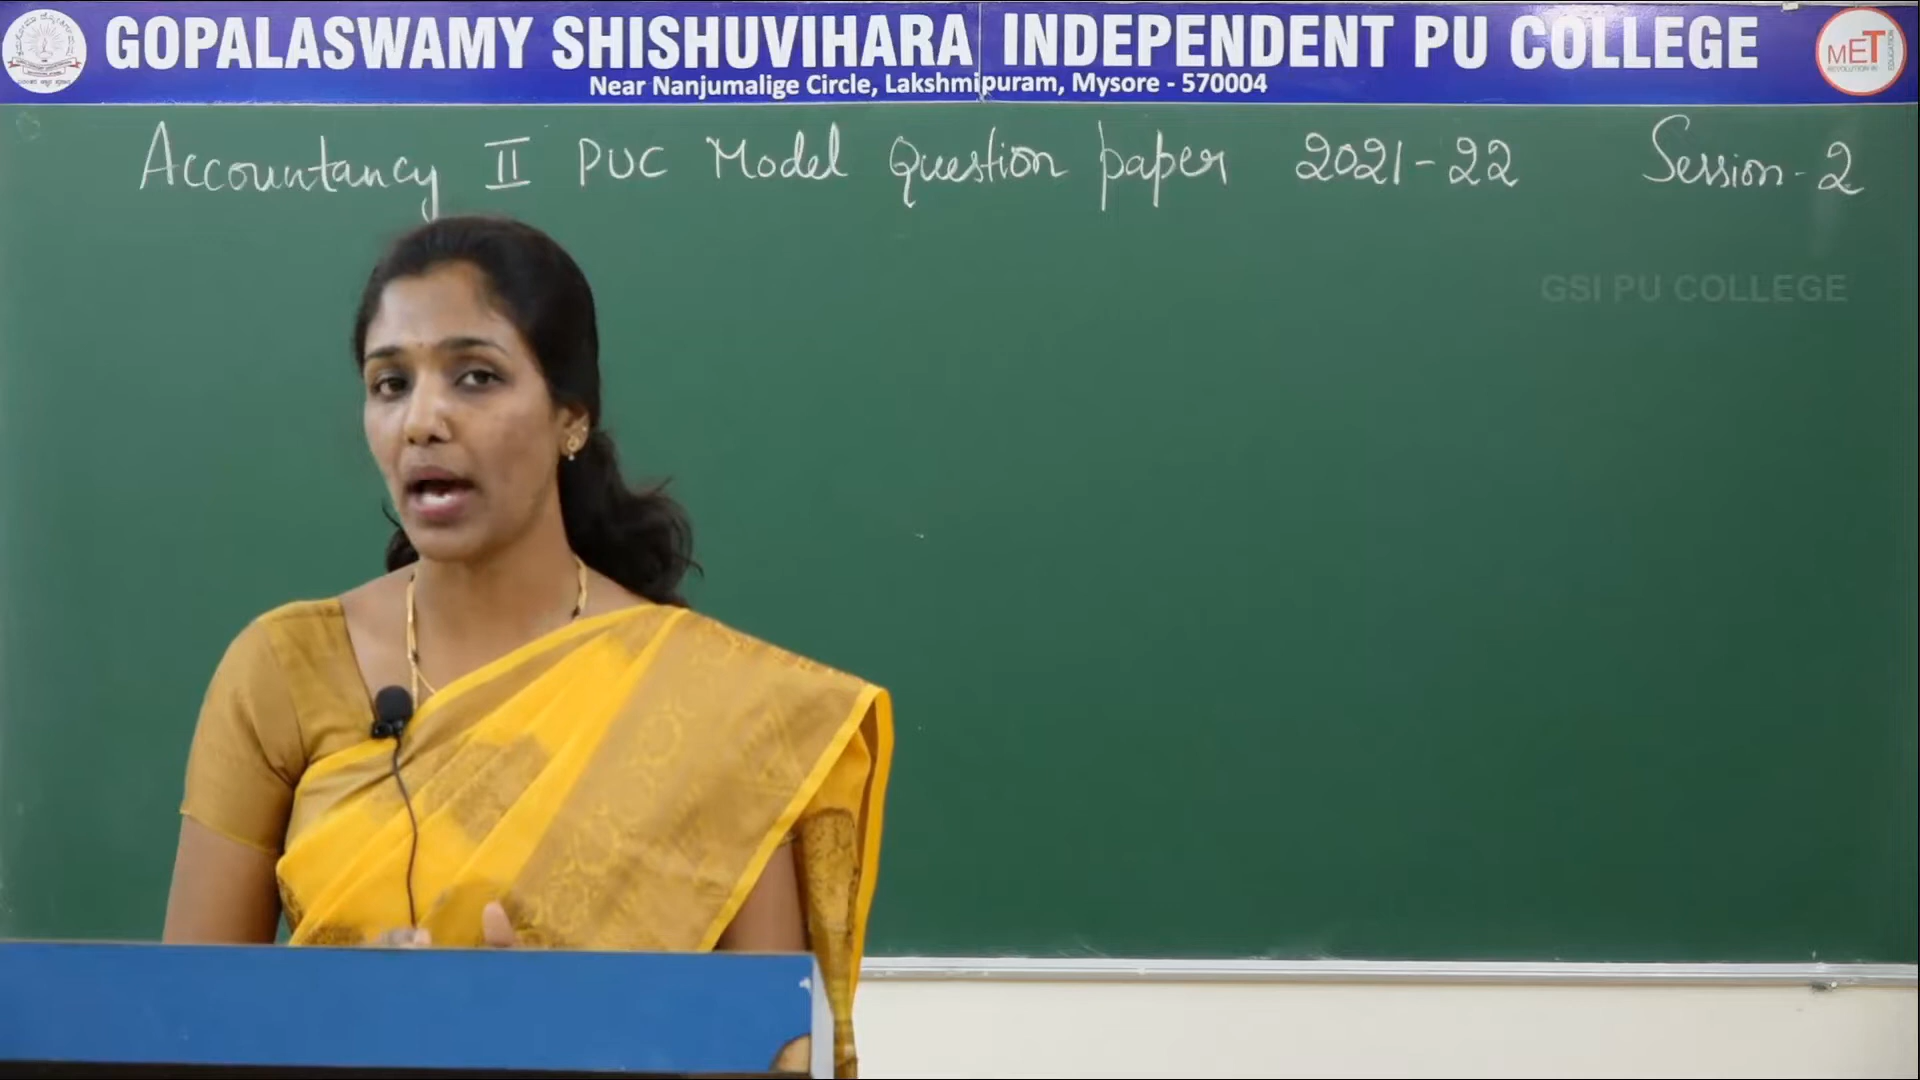 GOPALASWAMY SHISHUVIHARA INDEPENDENT PU COLLEGE
Near Nanjumalige Circle, Lakshmipuram, Mysore - 570004
MET
Accountancy II PUC Model Question paper 2021-22 Session-2
GSI PU COLLEGE